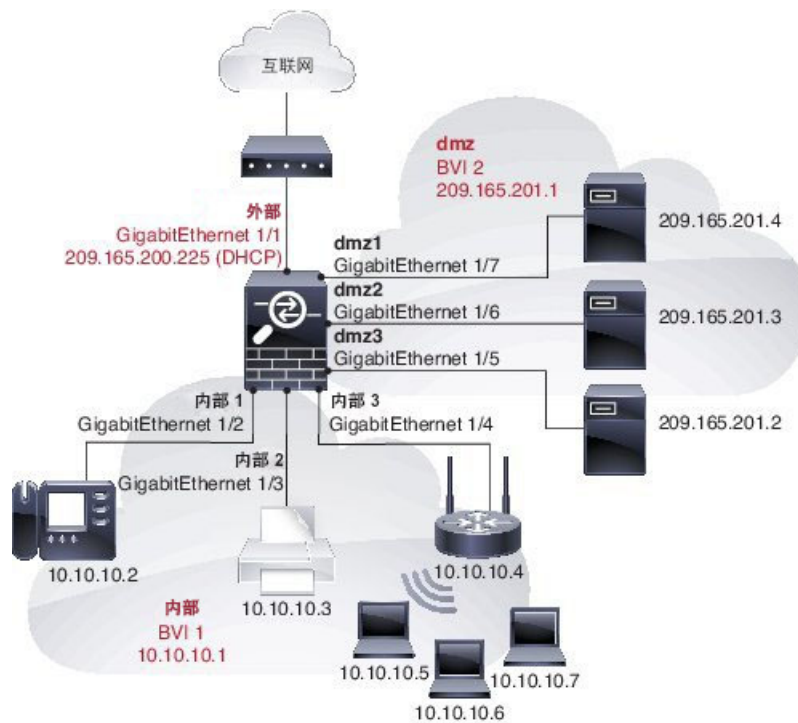 互联网
外部
GigabitEthernet 1/1
209.165.200.225 (DHCP)
dmz
BVI 2
209.165.201.1
dmz1
GigabitEthernet 1/7
209.165.201.4
dmz2
GigabitEthernet 1/6
209.165.201.3
dmz3
GigabitEthernet 1/5
209.165.201.2
内部 1
GigabitEthernet 1/2
内部 3
GigabitEthernet 1/4
内部 2
GigabitEthernet 1/3
10.10.10.2
10.10.10.3
10.10.10.4
内部
BVI 1
10.10.10.1
10.10.10.5
10.10.10.6
10.10.10.7